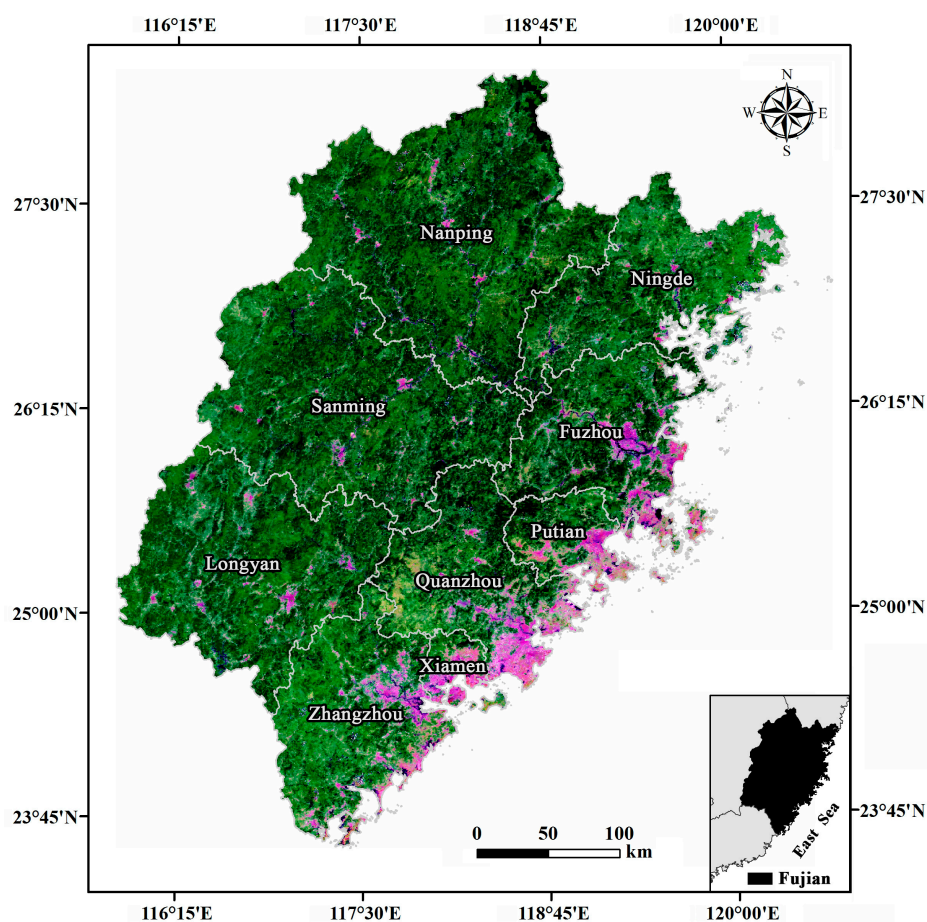 116°15'E 117°30'E 118°45'E 120°00'E
N
W E
S
27°30'N 27°30'N
Nanping
Ningde
26°15'N 26°15'N
Sanming
Fuzhou
Putian
Longyan
Quanzhou
25°00'N 25°00'N
Xiamen
Zhangzhou
23°45'N 23°45'N
0 50 100
km
East Sea
Fujian
116°15'E 117°30'E 118°45'E 120°00'E